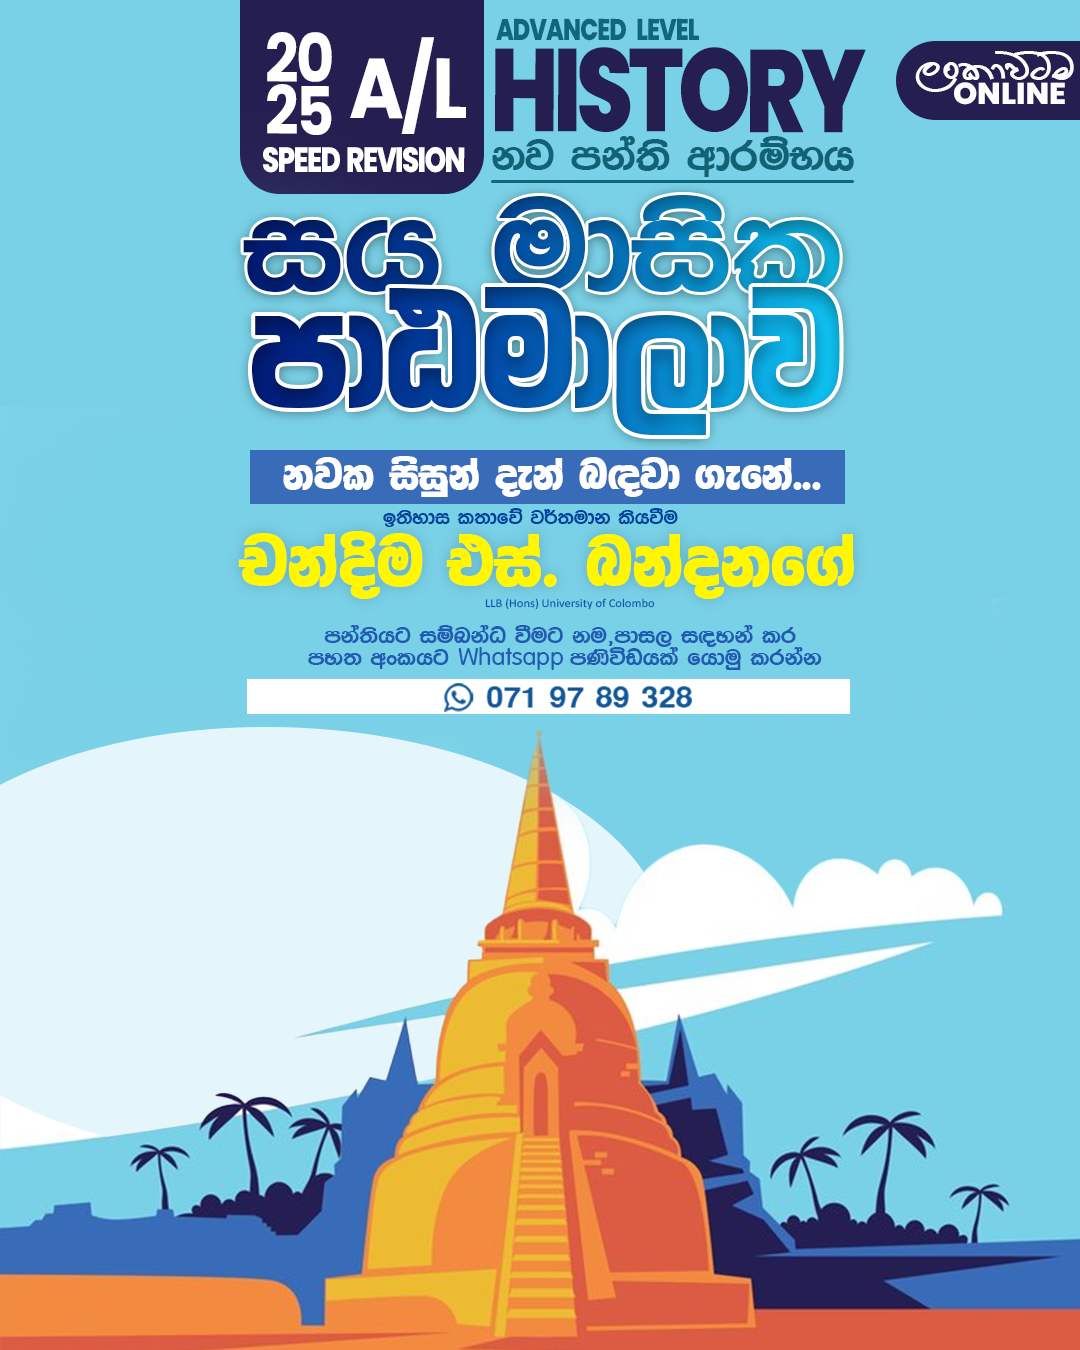 2025 A/L
SPEED REVISION
ADVANCED LEVEL
HISTORY
නව පන්ති ආරම්භය
ලංකාවටම
ONLINE
සය මාසික
පාඨමාලාව
නවක සිසුන් දැන් බඳවා ගැනේ...
ඉතිහාස කතාවේ වර්තමාන කියවීම
චන්දිම එස්. බන්දනගේ
LLB (Hons) University of Colombo
පන්තියට සම්බන්ධ වීමට නම,පාසල සඳහන් කර
පහත අංකයට Whatsapp පණිවිඩයක් යොමු කරන්න
071 97 89 328